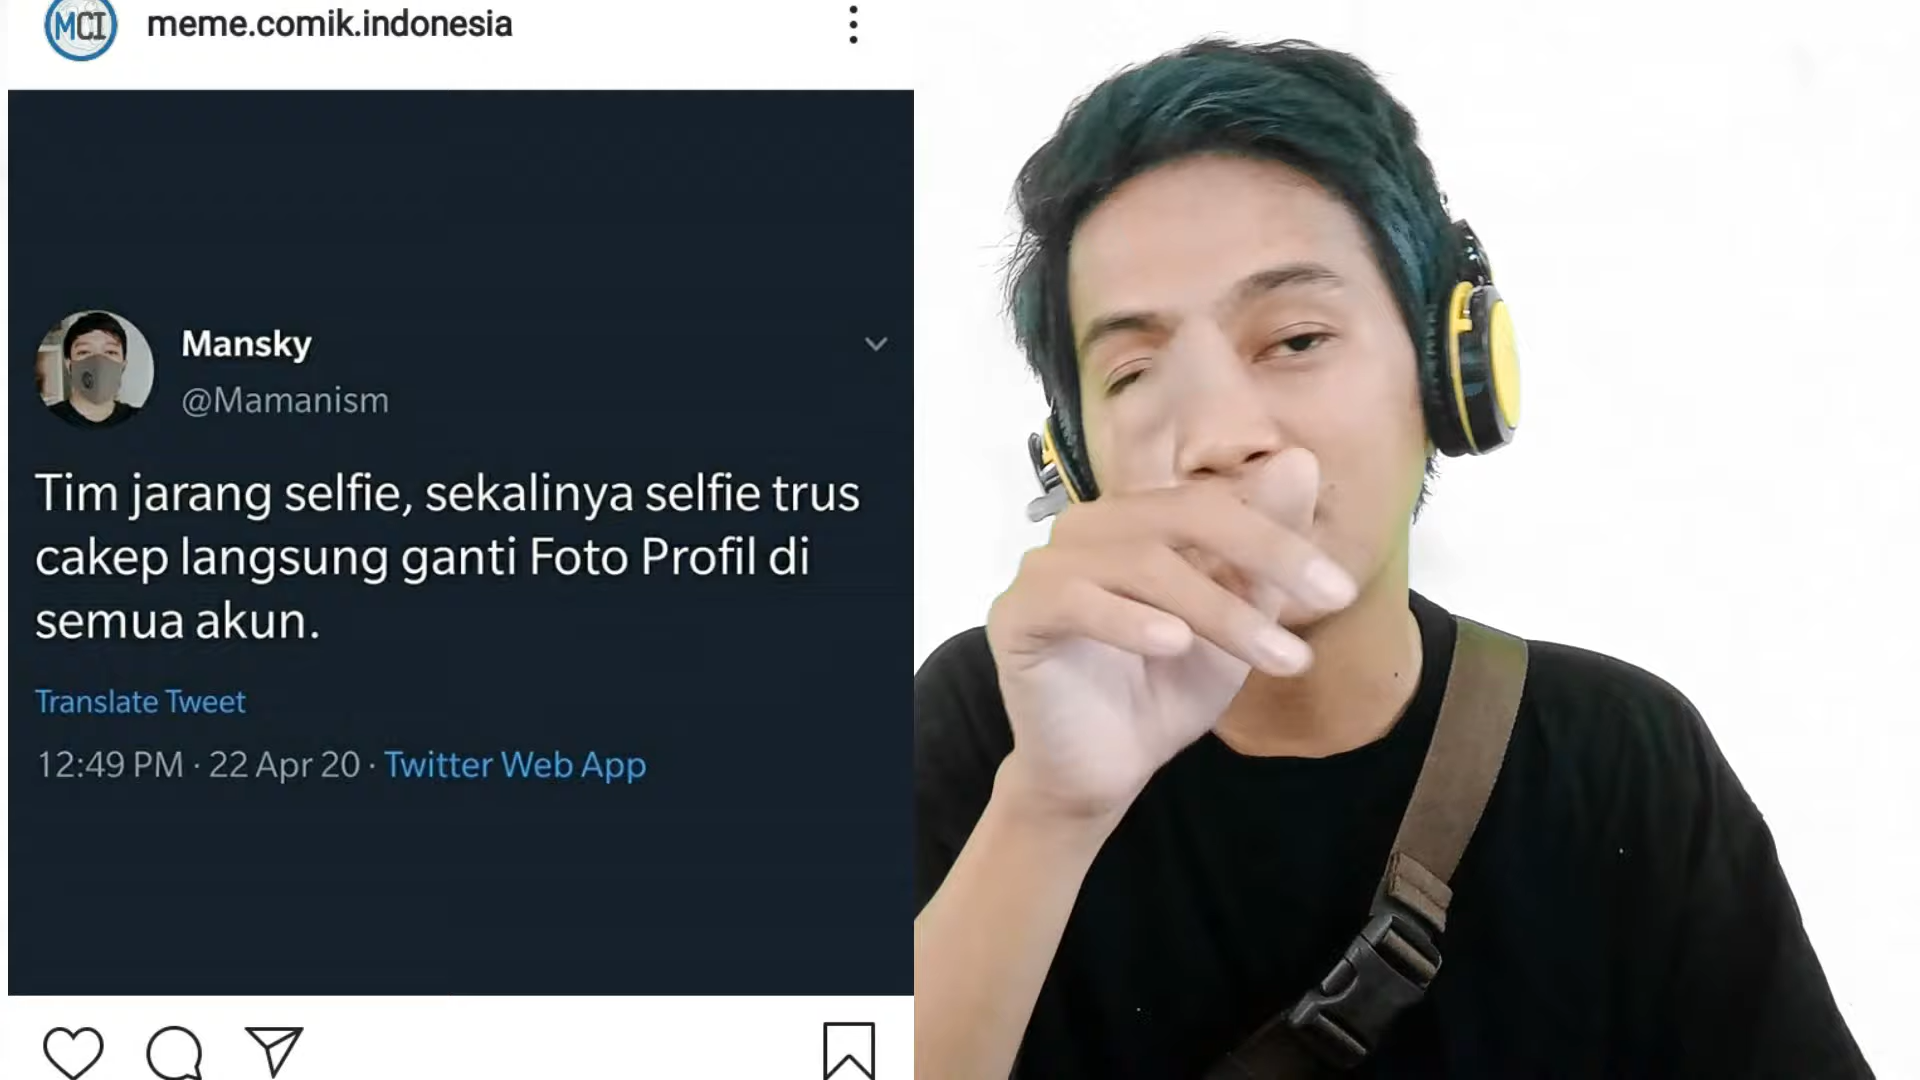 MCI
meme.comik.indonesia
Mansky
@Mamanism
Tim jarang selfie, sekalinya selfie trus
cakep langsung ganti Foto Profil di
semua akun.
Translate Tweet
12:49 PM · 22 Apr 20 · Twitter Web App